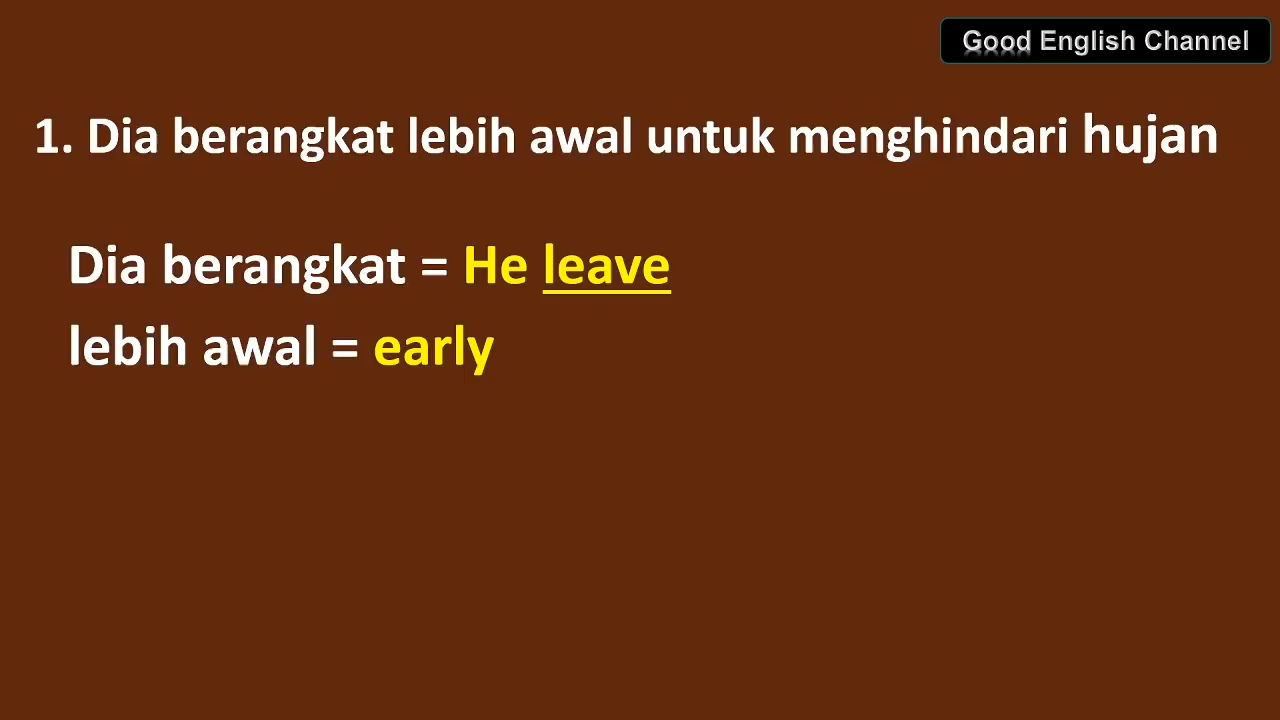 Good English Channel
1. Dia berangkat lebih awal untuk menghindari hujan
Dia berangkat = He leave
lebih awal = early